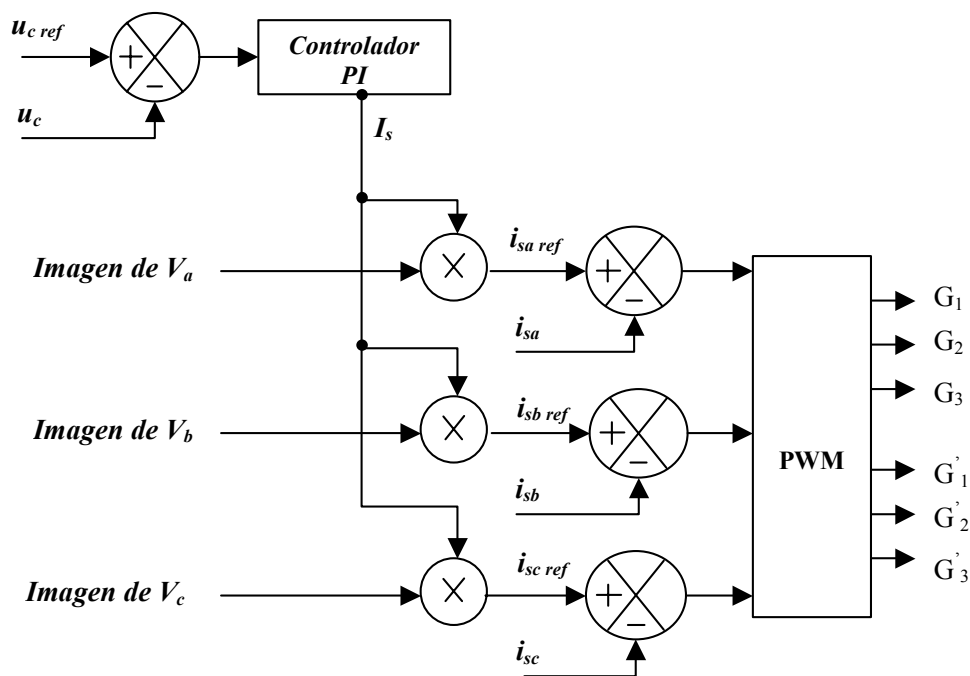 u_c ref
+
−
u_c
Controlador
PI
I_s
Imagen de V_a
×
i_sa ref
+
−
i_sa
Imagen de V_b
×
i_sb ref
+
−
i_sb
Imagen de V_c
×
i_sc ref
+
−
i_sc
PWM
G_1
G_2
G_3
G'_1
G'_2
G'_3